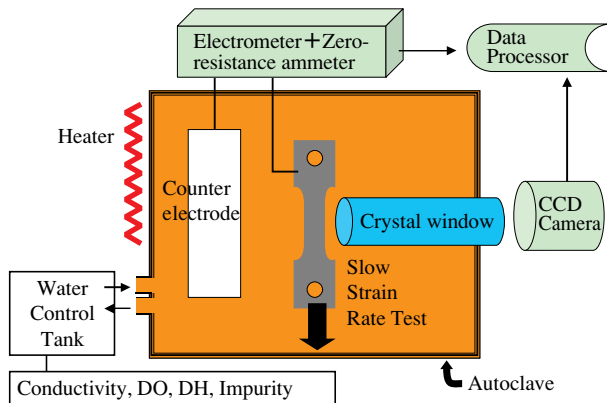 Electrometer+Zero-
resistance ammeter
Data
Processor
Heater
Counter
electrode
Crystal window
CCD
Camera
Slow
Strain
Rate Test
Water
Control
Tank
Conductivity, DO, DH, Impurity
Autoclave